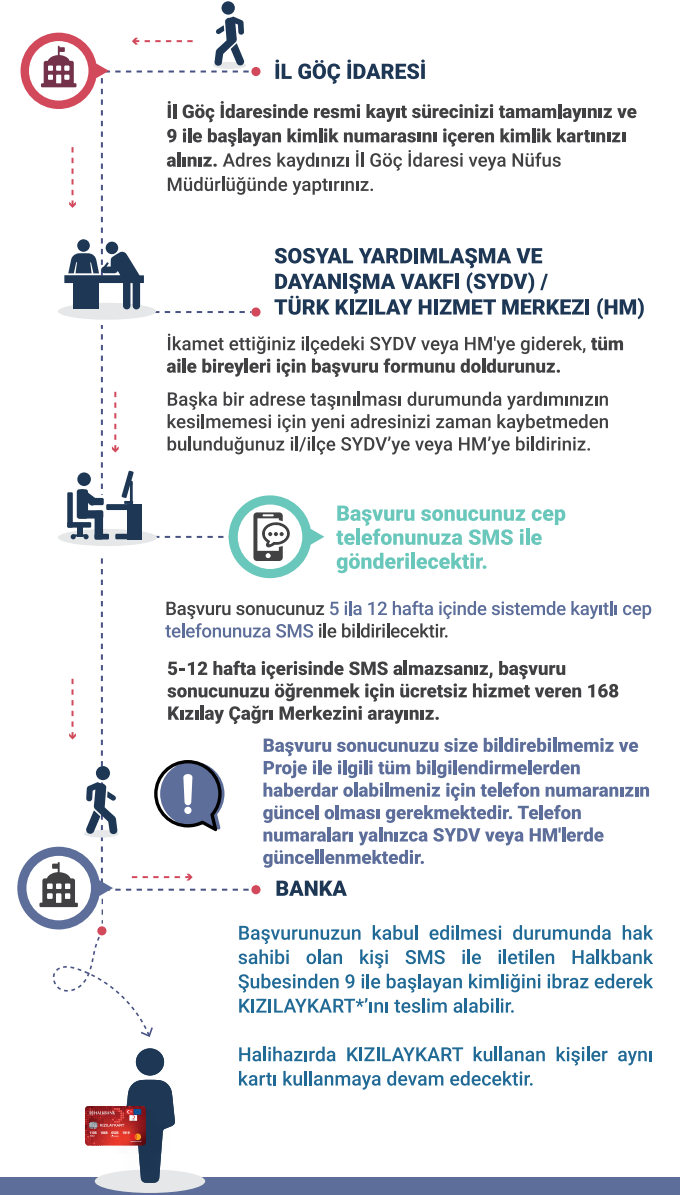 İL GÖÇ İDARESİ
İl Göç İdaresinde resmi kayıt sürecinizi tamamlayınız ve
9 ile başlayan kimlik numarasını içeren kimlik kartınızı
alınız. Adres kaydınızı İl Göç İdaresi veya Nüfus
Müdürlüğünde yaptırınız.
SOSYAL YARDIMLAŞMA VE
DAYANIŞMA VAKFI (SYDV) /
TÜRK KIZILAY HIZMET MERKEZI (HM)
İkamet ettiğiniz ilçedeki SYDV veya HM'ye giderek, tüm
aile bireyleri için başvuru formunu doldurunuz.
Başka bir adrese taşınılması durumunda yardımınızın
kesilmemesi için yeni adresinizi zaman kaybetmeden
bulunduğunuz il/ilçe SYDV’ye veya HM’ye bildiriniz.
Başvuru sonucunuz cep
telefonunuza SMS ile
gönderilecektir.
Başvuru sonucunuz 5 ila 12 hafta içinde sistemde kayıtlı cep
telefonunuza SMS ile bildirilecektir.
5-12 hafta içerisinde SMS almazsanız, başvuru
sonucunuzu öğrenmek için ücretsiz hizmet veren 168
Kızılay Çağrı Merkezini arayınız.
Başvuru sonucunuzu size bildirebilmemiz ve
Proje ile ilgili tüm bilgilendirmelerden
haberdar olabilmeniz için telefon numaranızın
güncel olması gerekmektedir. Telefon
numaraları yalnızca SYDV veya HM'lerde
güncellenmektedir.
BANKA
Başvurunuzun kabul edilmesi durumunda hak
sahibi olan kişi SMS ile iletilen Halkbank
Şubesinden 9 ile başlayan kimliğini ibraz ederek
KIZILAYKART*’ını teslim alabilir.
Halihazırda KIZILAYKART kullanan kişiler aynı
kartı kullanmaya devam edecektir.
HALKBANK
KIZILAYKART